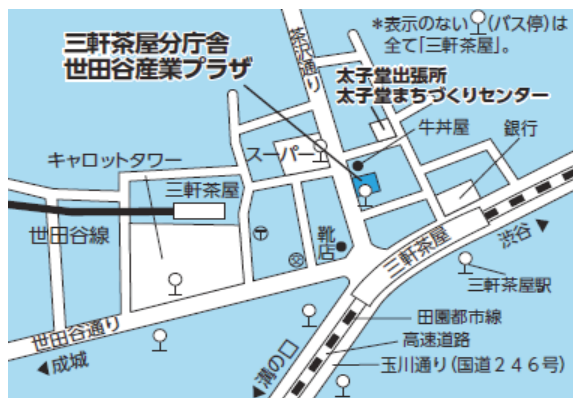 三軒茶屋分庁舎
世田谷産業プラザ
茶沢通り
＊表示のない (バス停)は
全て「三軒茶屋」。
太子堂出張所
太子堂まちづくりセンター
牛丼屋
銀行
キャロットタワー
スーパー
三軒茶屋
世田谷線
靴店
三軒茶屋
渋谷
三軒茶屋駅
世田谷通り
成城
溝の口
田園都市線
高速道路
玉川通り(国道２４６号)